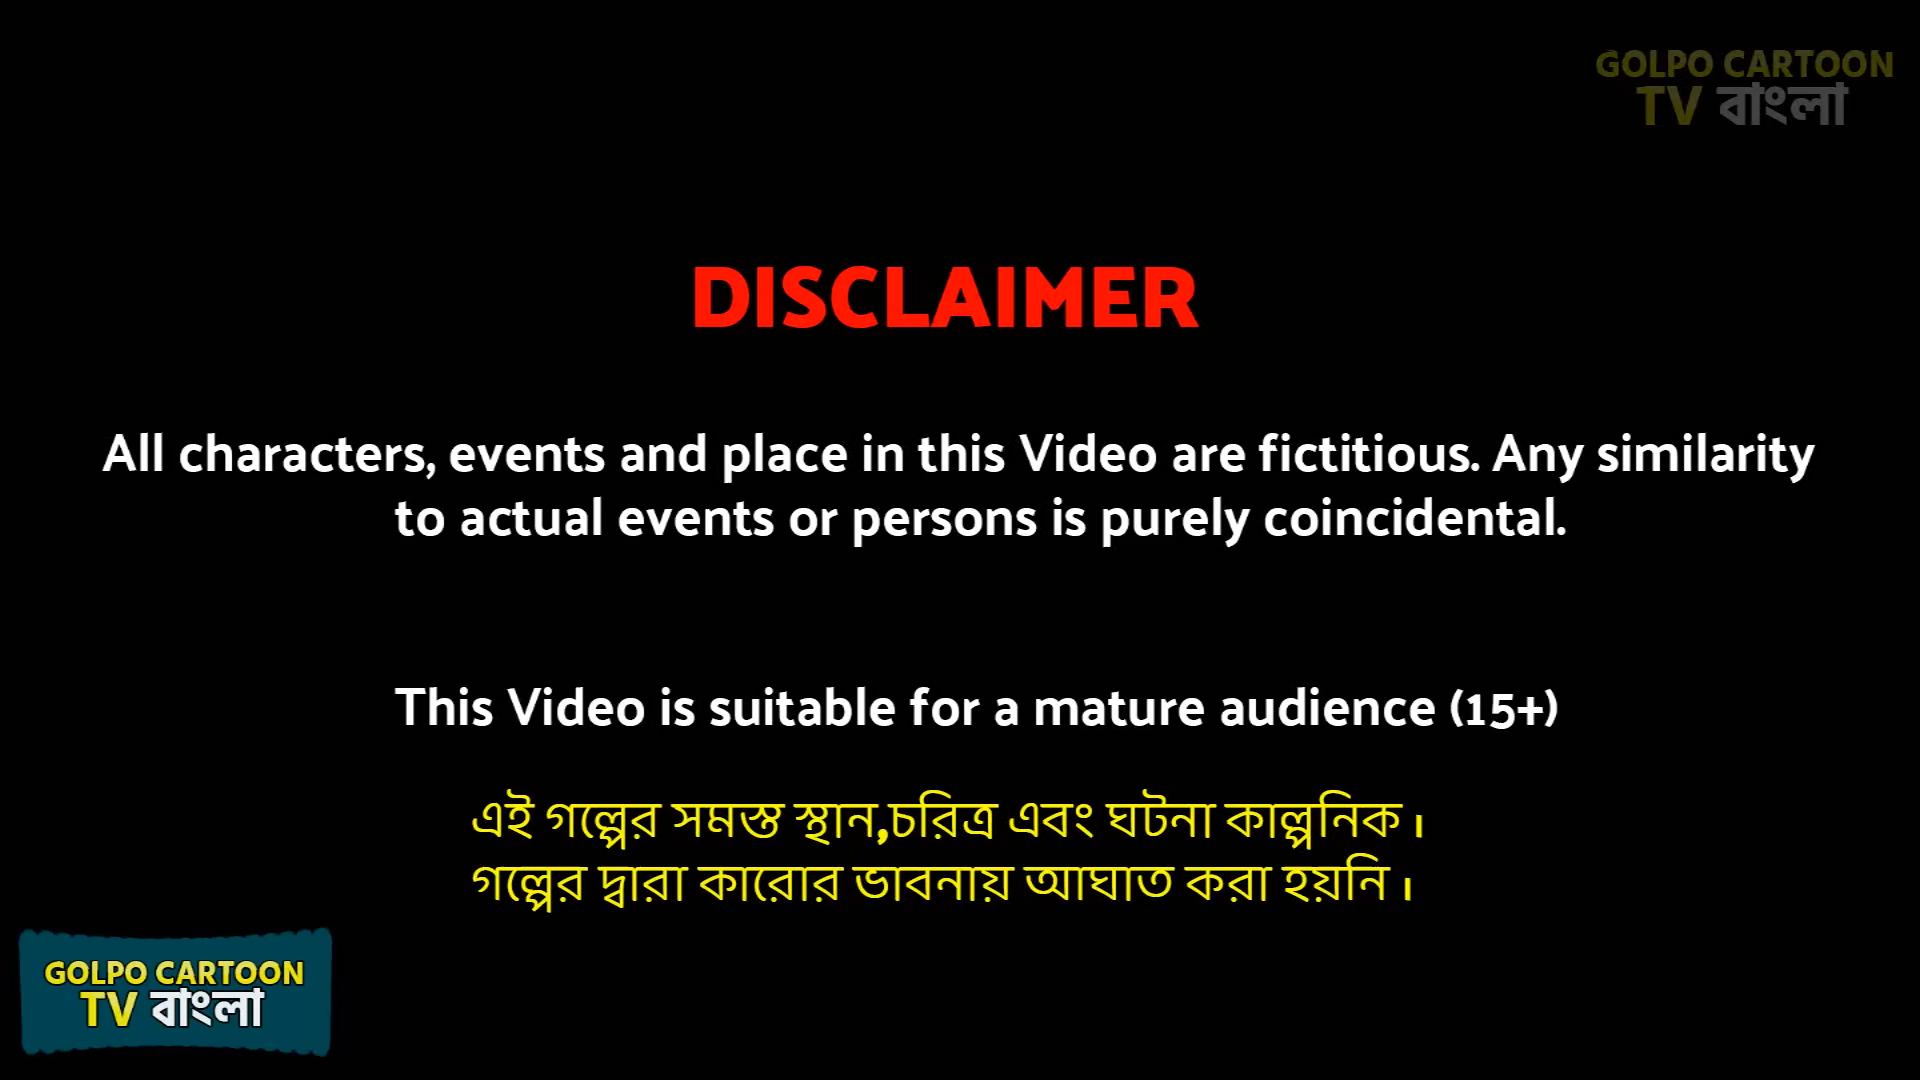 GOLPO CARTOON
TV বাংলা
DISCLAIMER
All characters, events and place in this Video are fictitious. Any similarity
to actual events or persons is purely coincidental.
This Video is suitable for a mature audience (15+)
এই গল্পের সমস্ত স্থান,চরিত্র এবং ঘটনা কাল্পনিক।
গল্পের দ্বারা কারোর ভাবনায় আঘাত করা হয়নি।
GOLPO CARTOON
TV বাংলা